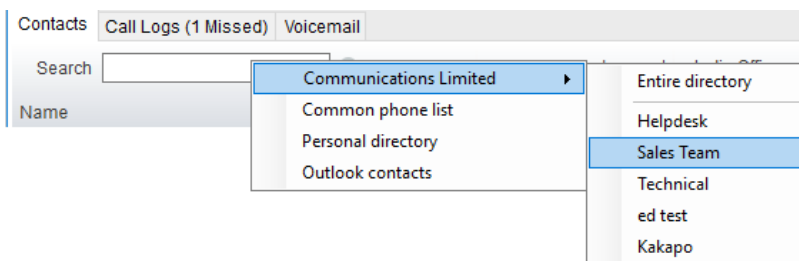 Contacts Call Logs (1 Missed) Voicemail
Search
Name
Communications Limited
Common phone list
Personal directory
Outlook contacts
Entire directory
Helpdesk
Sales Team
Technical
ed test
Kakapo